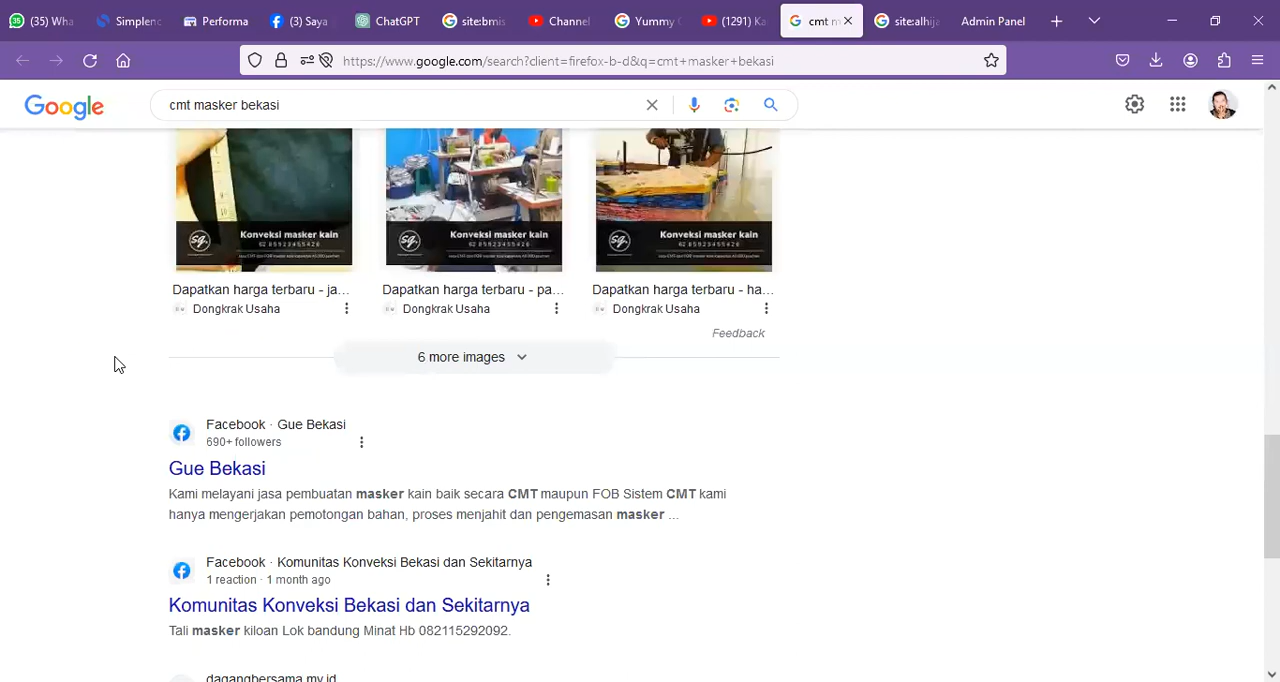 (35) Wha
Simplenc
Performa
(3) Saya
ChatGPT
site:bmis
Channel
Yummy
(1291) Ka
cmt m
site:alhija
Admin Panel
https://www.google.com/search?client=firefox-b-d&q=cmt+masker+bekasi
Google
cmt masker bekasi
sg.
Konveksi masker kain
sg.
Konveksi masker kain
sg.
Konveksi masker kain
Dapatkan harga terbaru - ja...
Dapatkan harga terbaru - pa...
Dapatkan harga terbaru - ha...
Dongkrak Usaha
Dongkrak Usaha
Dongkrak Usaha
Feedback
6 more images
Facebook · Gue Bekasi
690+ followers
Gue Bekasi
Kami melayani jasa pembuatan masker kain baik secara CMT maupun FOB Sistem CMT kami
hanya mengerjakan pemotongan bahan, proses menjahit dan pengemasan masker ...
Facebook · Komunitas Konveksi Bekasi dan Sekitarnya
1 reaction · 1 month ago
Komunitas Konveksi Bekasi dan Sekitarnya
Tali masker kiloan Lok bandung Minat Hb 082115292092.
dagangbersama.my.id